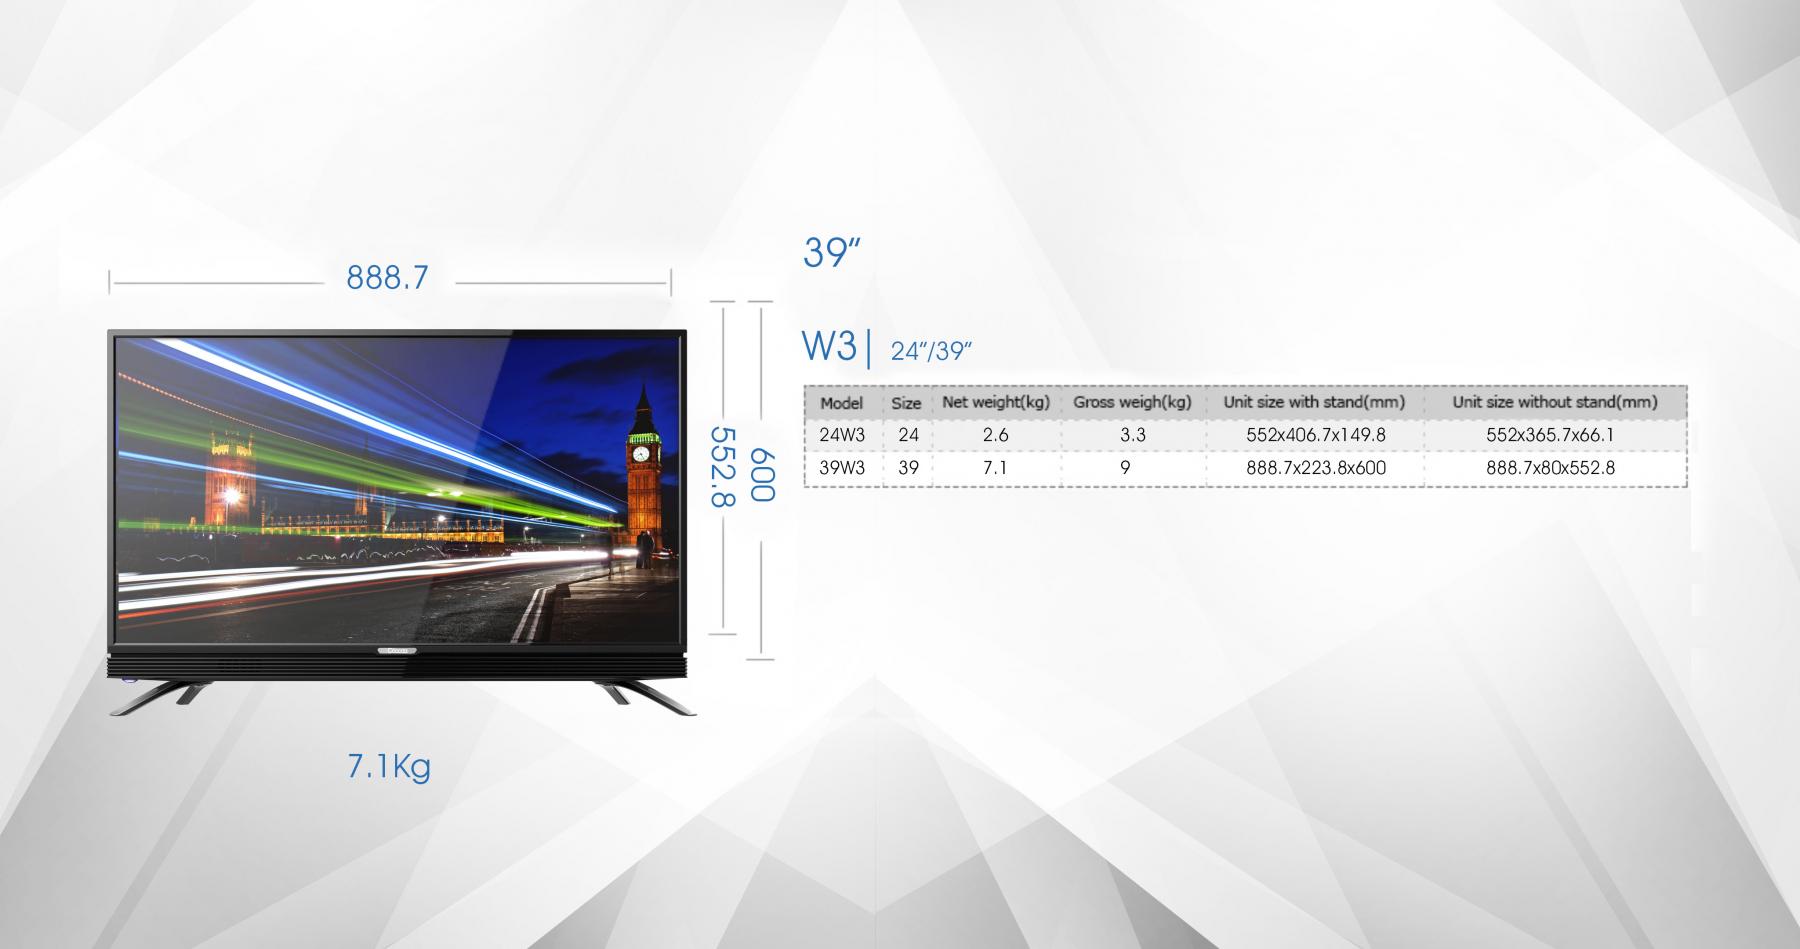 39”
888.7
W3| 24”/39”
Model Size Net weight(kg) Gross weigh(kg) Unit size with stand(mm) Unit size without stand(mm)
24W3 24 2.6 3.3 552x406.7x149.8 552x365.7x66.1
39W3 39 7.1 9 888.7x223.8x600 888.7x80x552.8
552.8
600
7.1Kg